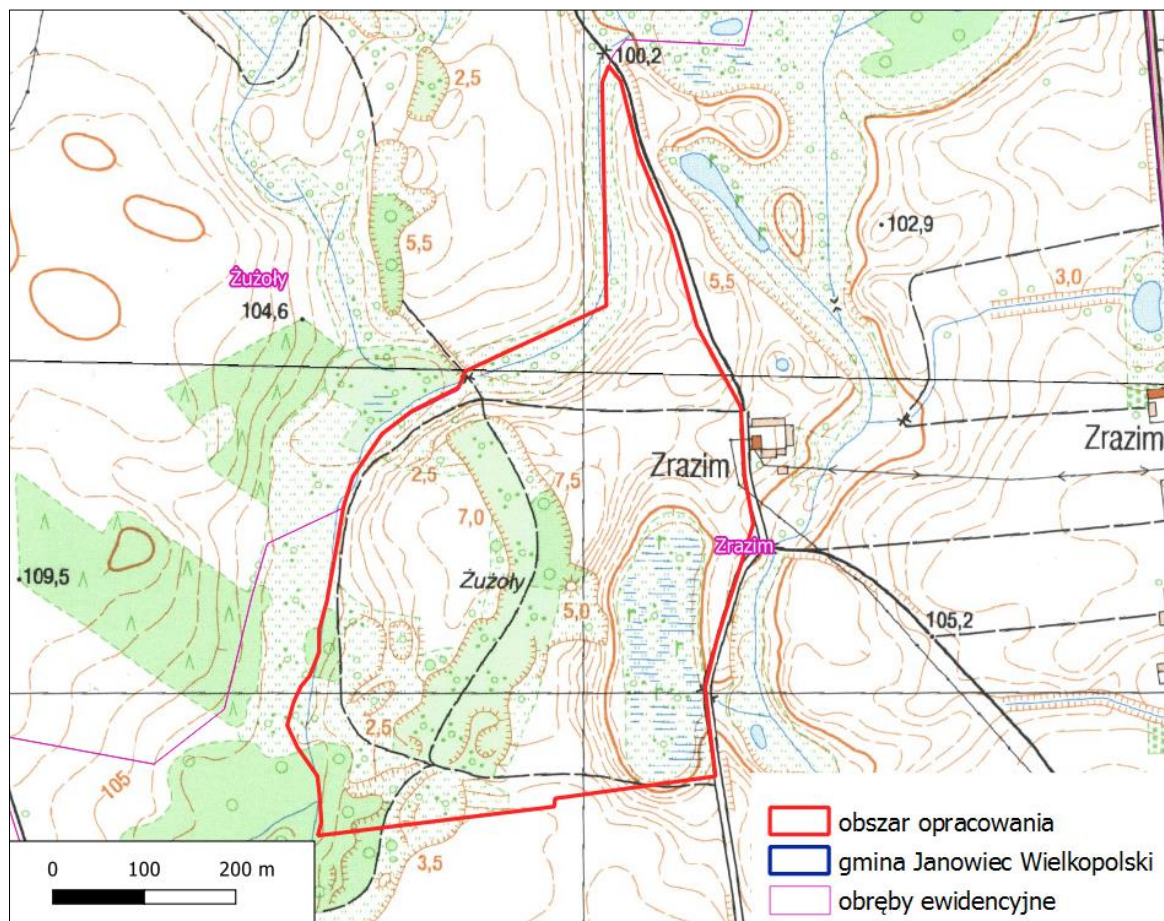 100,2
2,5
102,9
5,5
5,5
3,0
Żużoły
104,6
Zrazim
Zrazim
2,5
7,5
7,0
Zrazim
109,5
Żużoły
5,0
105,2
2,5
105
3,5
obszar opracowania
gmina Janowiec Wielkopolski
obręby ewidencyjne
0 100 200 m
r
r
r
r
r
r
r